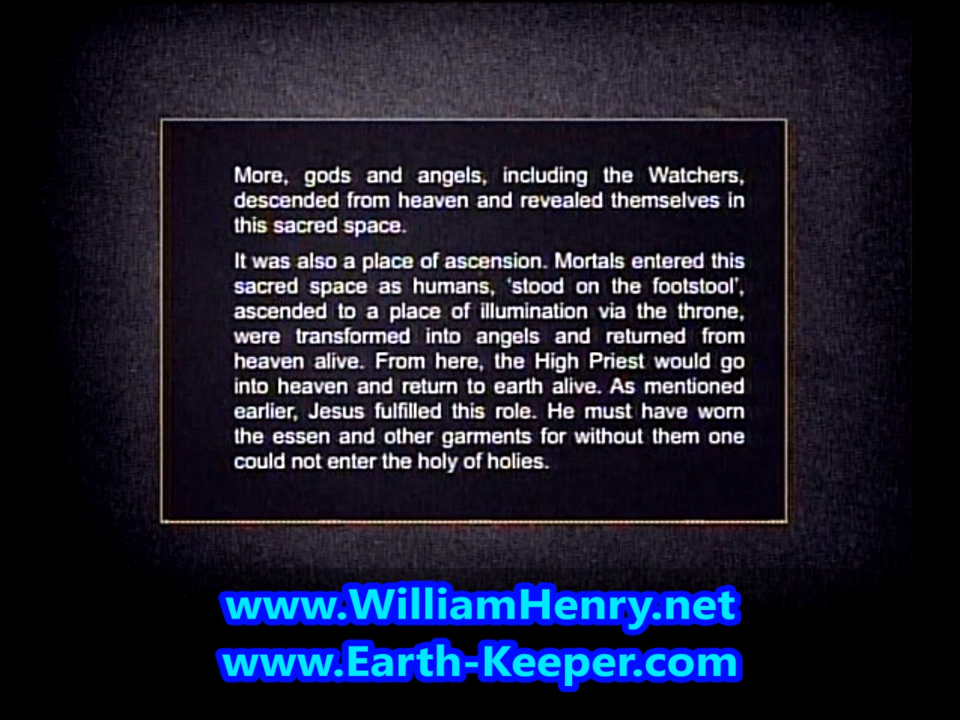 More, gods and angels, including the Watchers,
descended from heaven and revealed themselves in
this sacred space.
It was also a place of ascension. Mortals entered this
sacred space as humans, ‘stood on the footstool’,
ascended to a place of illumination via the throne,
were transformed into angels and returned from
heaven alive. From here, the High Priest would go
into heaven and return to earth alive. As mentioned
earlier, Jesus fulfilled this role. He must have worn
the essen and other garments for without them one
could not enter the holy of holies.
www.WilliamHenry.net
www.Earth-Keeper.com